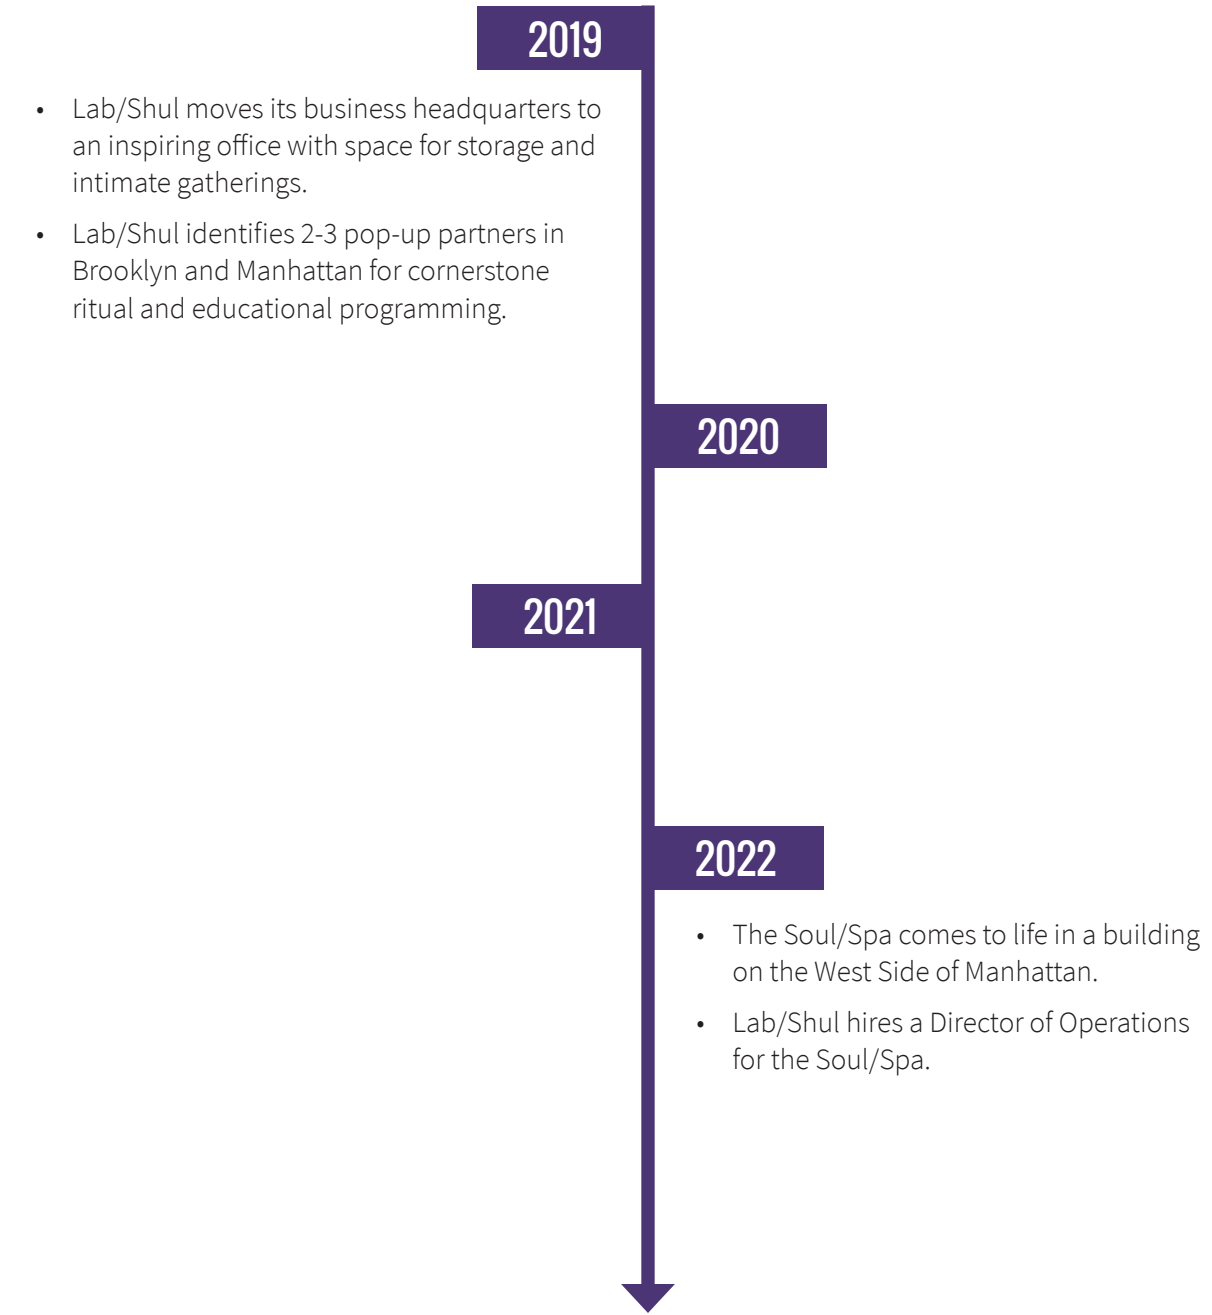 2019
• Lab/Shul moves its business headquarters to
an inspiring office with space for storage and
intimate gatherings.
• Lab/Shul identifies 2-3 pop-up partners in
Brooklyn and Manhattan for cornerstone
ritual and educational programming.
2020
2021
2022
• The Soul/Spa comes to life in a building
on the West Side of Manhattan.
• Lab/Shul hires a Director of Operations
for the Soul/Spa.